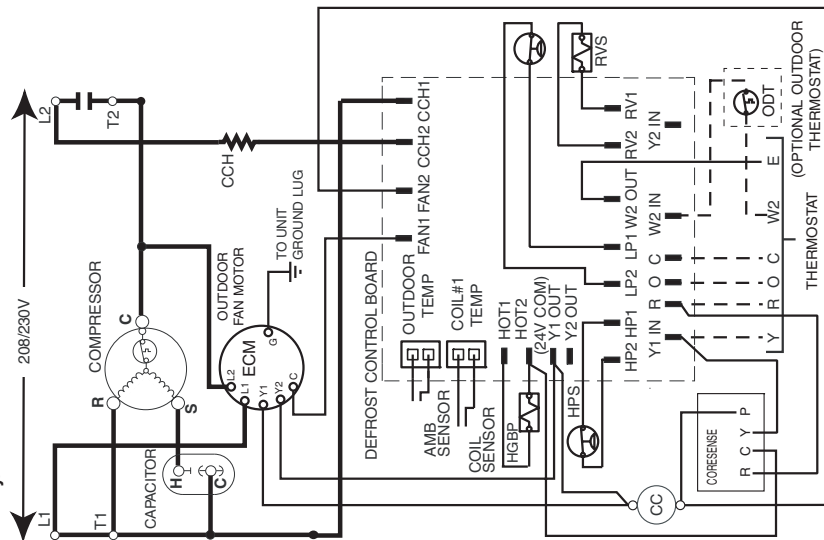 208/230V
L1
L2
T1
T2
COMPRESSOR
R
C
S
CAPACITOR
H
C
CCH
OUTDOOR
FAN MOTOR
L2
L1
ECM
Y1
Y2
C
G
TO UNIT
GROUND LUG
DEFROST CONTROL BOARD
FAN1
FAN2
CCH2
CCH1
OUTDOOR
TEMP
AMB
SENSOR
COIL#1
TEMP
COIL
SENSOR
HOT1
HOT2
(24V COM)
Y1 OUT
Y2 OUT
HGBP
HPS
HP2
HP1
LP2
LP1
W2 OUT
RV2
RV1
RVS
Y1 IN
R
O
C
W2 IN
Y2 IN
ODT
(OPTIONAL OUTDOOR
THERMOSTAT)
Y
R
O
C
W2
E
THERMOSTAT
CC
CORESENSE
R
C
Y
P